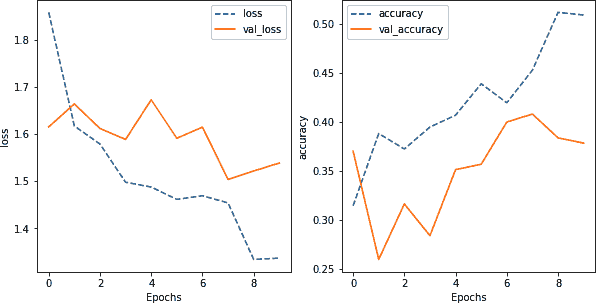 loss
val_loss
1.8
1.7
1.6
1.5
1.4
loss
0 2 4 6 8
Epochs
accuracy
val_accuracy
0.50
0.45
0.40
0.35
0.30
0.25
accuracy
0 2 4 6 8
Epochs